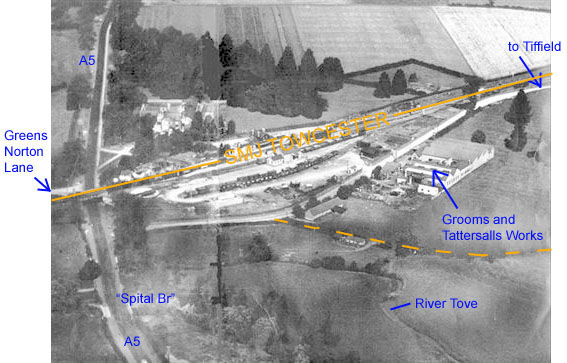 to Tiffield
A5
SMJ TOWCESTER
Greens
Norton
Lane
Grooms and
Tattersalls Works
"Spital Br"
River Tove
A5